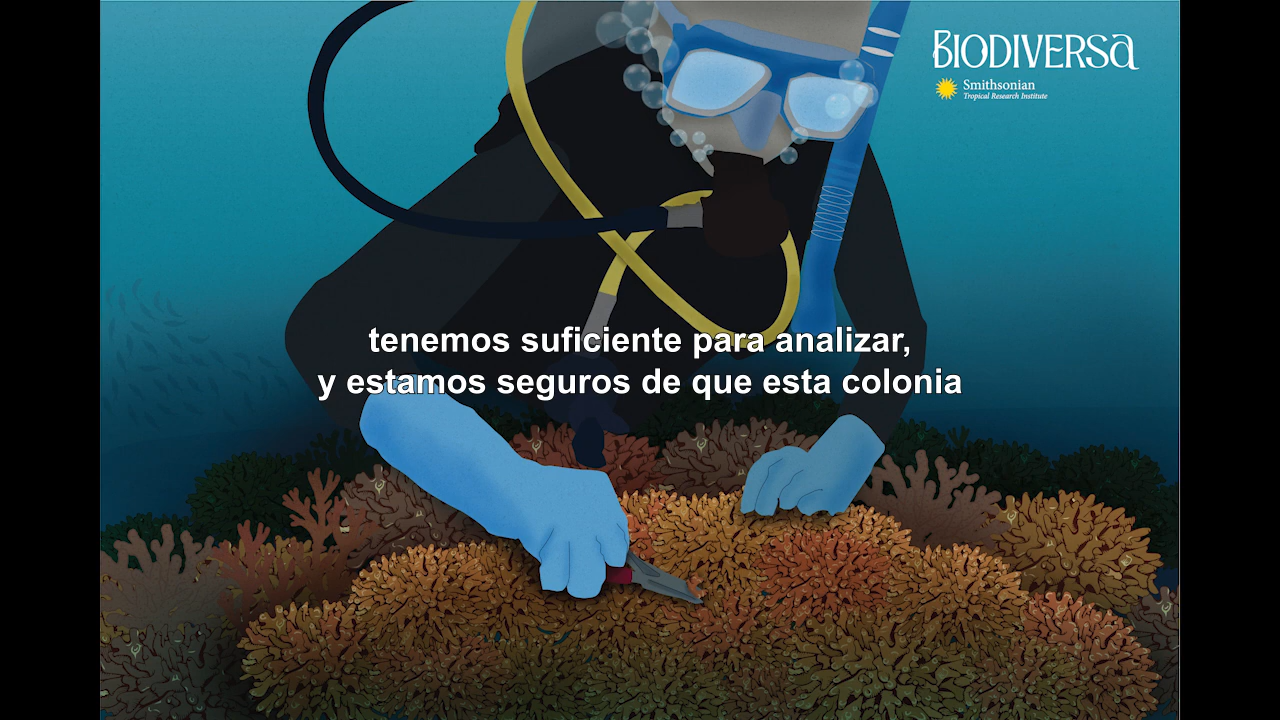 BIODIVERSA
Smithsonian
Tropical Research Institute
tenemos suficiente para analizar,
y estamos seguros de que esta colonia